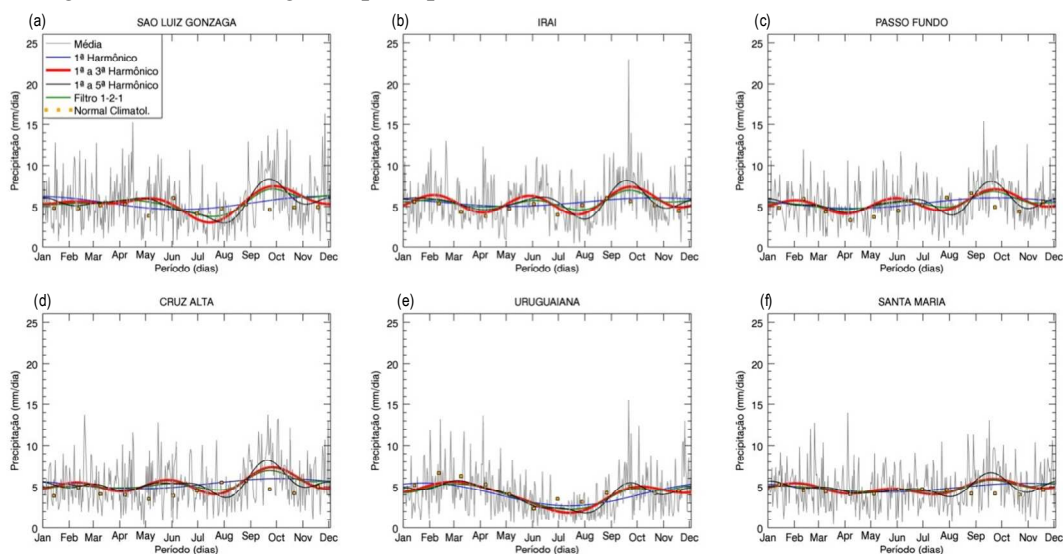 (a) SAO LUIZ GONZAGA
Média
1ª Harmônico
1ª a 3ª Harmônico
1ª a 5ª Harmônico
Filtro 1-2-1
Normal Climatol.
25
20
15
10
5
0
Precipitação (mm/dia)
Jan Feb Mar Apr May Jun Jul Aug Sep Oct Nov Dec
Período (dias)
(b) IRAI
25
20
15
10
5
0
Precipitação (mm/dia)
Jan Feb Mar Apr May Jun Jul Aug Sep Oct Nov Dec
Período (dias)
(c) PASSO FUNDO
25
20
15
10
5
0
Precipitação (mm/dia)
Jan Feb Mar Apr May Jun Jul Aug Sep Oct Nov Dec
Período (dias)
(d) CRUZ ALTA
25
20
15
10
5
0
Precipitação (mm/dia)
Jan Feb Mar Apr May Jun Jul Aug Sep Oct Nov Dec
Período (dias)
(e) URUGUAIANA
25
20
15
10
5
0
Precipitação (mm/dia)
Jan Feb Mar Apr May Jun Jul Aug Sep Oct Nov Dec
Período (dias)
(f) SANTA MARIA
25
20
15
10
5
0
Precipitação (mm/dia)
Jan Feb Mar Apr May Jun Jul Aug Sep Oct Nov Dec
Período (dias)